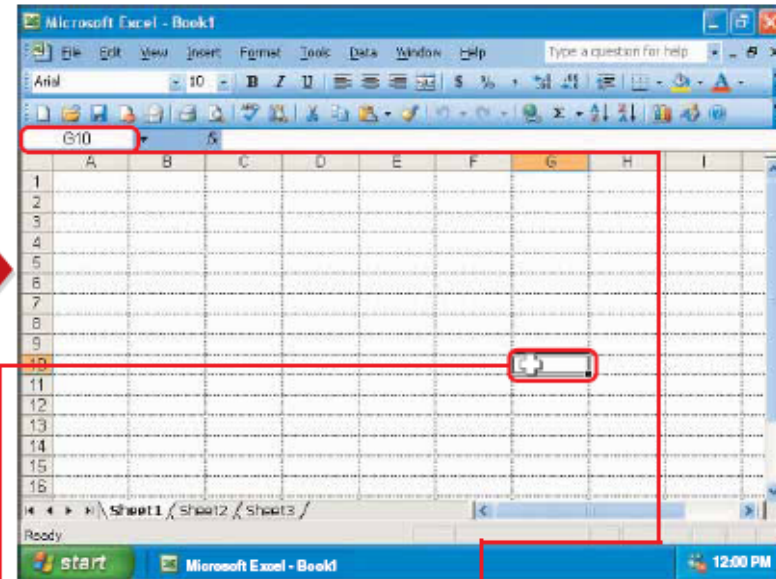 Microsoft Excel - Book1
File Edit View Insert Format Tools Data Window Help Type a question for help
Arial 10 B I U $ % ,
Σ
G10 fx
A B C D E F G H I
1
2
3
4
5
6
7
8
9
10
11
12
13
14
15
16
Sheet1 / Sheet2 / Sheet3 /
Ready
start Microsoft Excel - Book1 12:00 PM